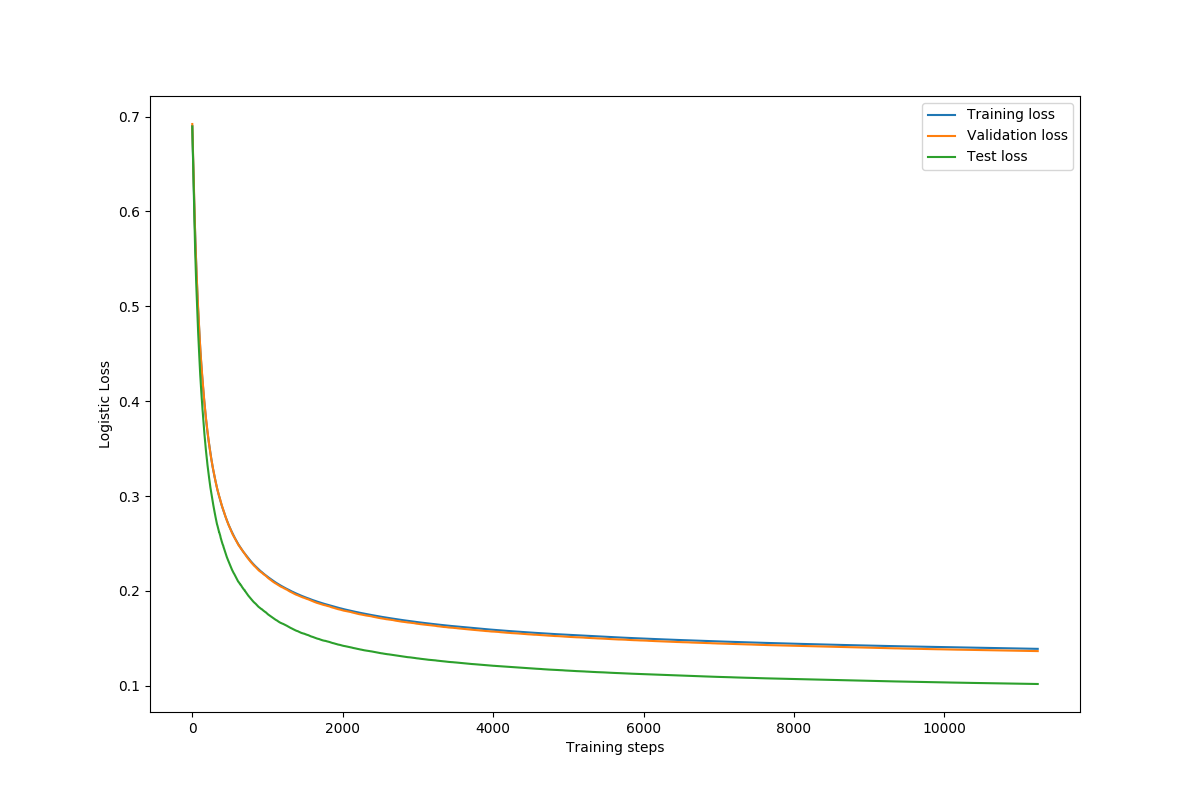 Training loss
Validation loss
Test loss
0.7
0.6
0.5
0.4
0.3
0.2
0.1
Logistic Loss
0 2000 4000 6000 8000 10000
Training steps